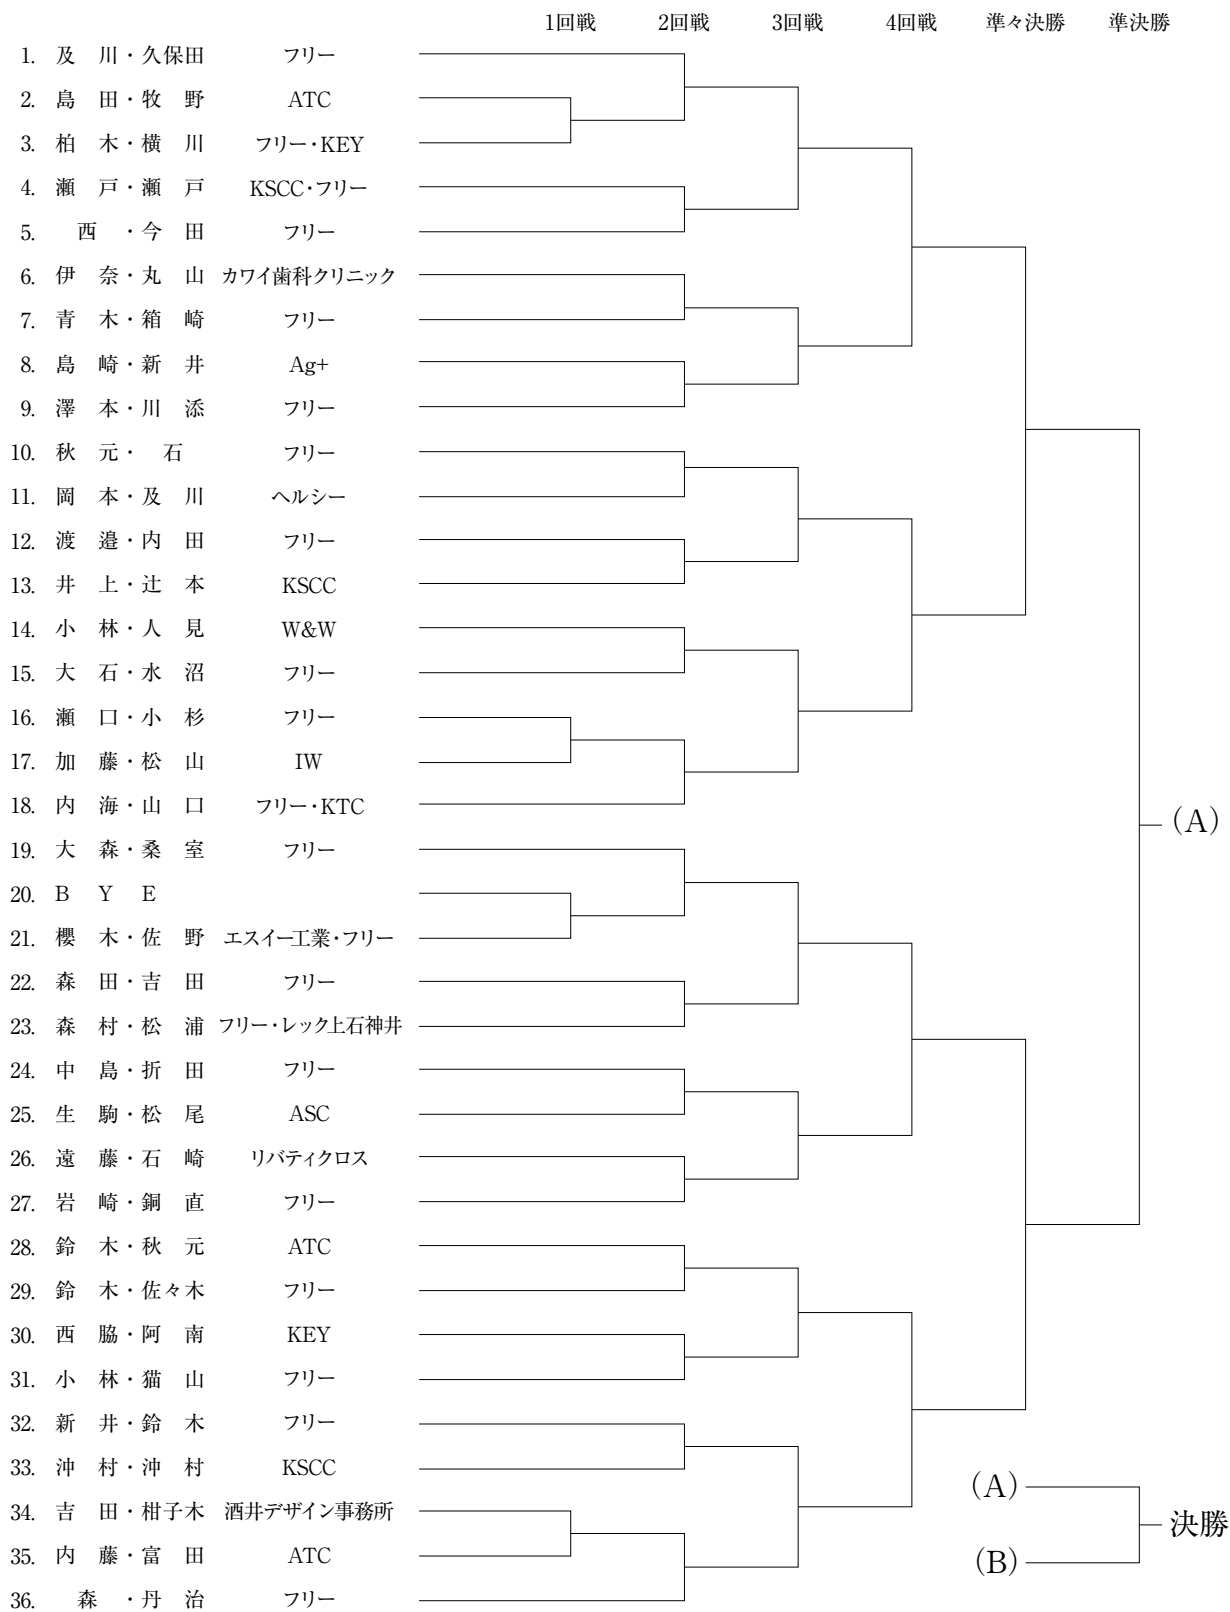 1回戦 2回戦 3回戦 4回戦 準々決勝 準決勝
1. 及 川・久保田 フリー
2. 島 田・牧 野 ATC
3. 柏 木・横 川 フリー・KEY
4. 瀬 戸・瀬 戸 KSCC・フリー
5. 西 ・今 田 フリー
6. 伊 奈・丸 山 カワイ歯科クリニック
7. 青 木・箱 崎 フリー
8. 島 崎・新 井 Ag+
9. 澤 本・川 添 フリー
10. 秋 元・ 石 フリー
11. 岡 本・及 川 ヘルシー
12. 渡 邉・内 田 フリー
13. 井 上・辻 本 KSCC
14. 小 林・人 見 W&W
15. 大 石・水 沼 フリー
16. 瀬 口・小 杉 フリー
17. 加 藤・松 山 IW
18. 内 海・山 口 フリー・KTC
(A)
19. 大 森・桑 室 フリー
20. B Y E
21. 櫻 木・佐 野 エスイー工業・フリー
22. 森 田・吉 田 フリー
23. 森 村・松 浦 フリー・レック上石神井
24. 中 島・折 田 フリー
25. 生 駒・松 尾 ASC
26. 遠 藤・石 崎 リバティクロス
27. 岩 崎・銅 直 フリー
28. 鈴 木・秋 元 ATC
29. 鈴 木・佐々木 フリー
30. 西 脇・阿 南 KEY
31. 小 林・猫 山 フリー
32. 新 井・鈴 木 フリー
33. 沖 村・沖 村 KSCC
34. 吉 田・柑子木 酒井デザイン事務所
35. 内 藤・富 田 ATC
36. 森 ・丹 治 フリー
(A)
決勝
(B)